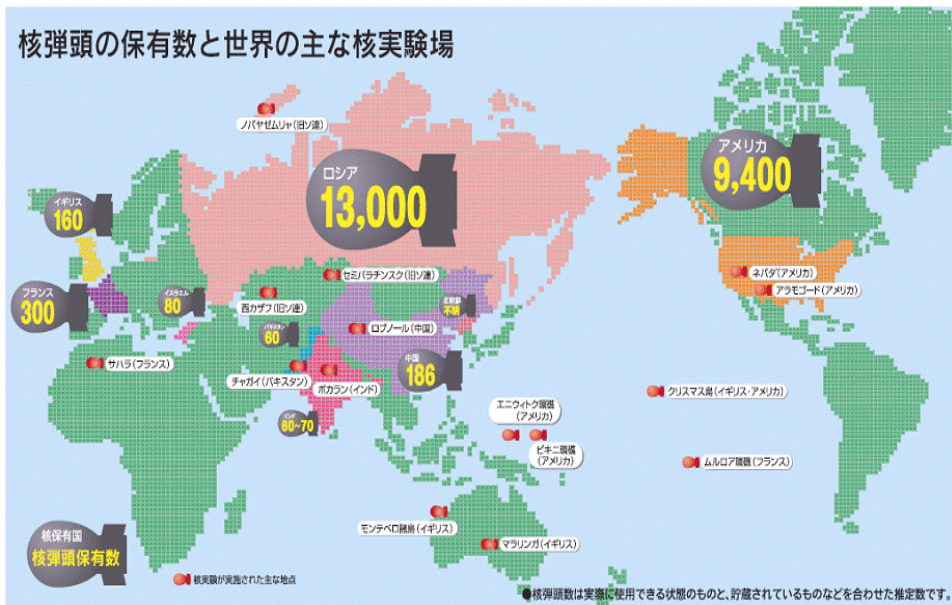 核弾頭の保有数と世界の主な核実験場
ノバヤゼムリャ(旧ソ連)
ロシア
13,000
アメリカ
9,400
イギリス
160
フランス
300
イスラエル
80
セミパラチンスク(旧ソ連)
西カザフ(旧ソ連)
パキスタン
60
ロプノール(中国)
北朝鮮
不明
ネバダ(アメリカ)
アラモゴード(アメリカ)
サハラ(フランス)
チャガイ(パキスタン)
ポカラン(インド)
中国
186
インド
60~70
エニウィトク環礁
(アメリカ)
ビキニ環礁
(アメリカ)
クリスマス島(イギリス・アメリカ)
ムルロア環礁(フランス)
モンテベロ諸島(イギリス)
マラリンガ(イギリス)
核保有国
核弾頭保有数
核実験が実施された主な地点
●核弾頭数は実際に使用できる状態のものと、貯蔵されているものなどを合わせた推定数です。